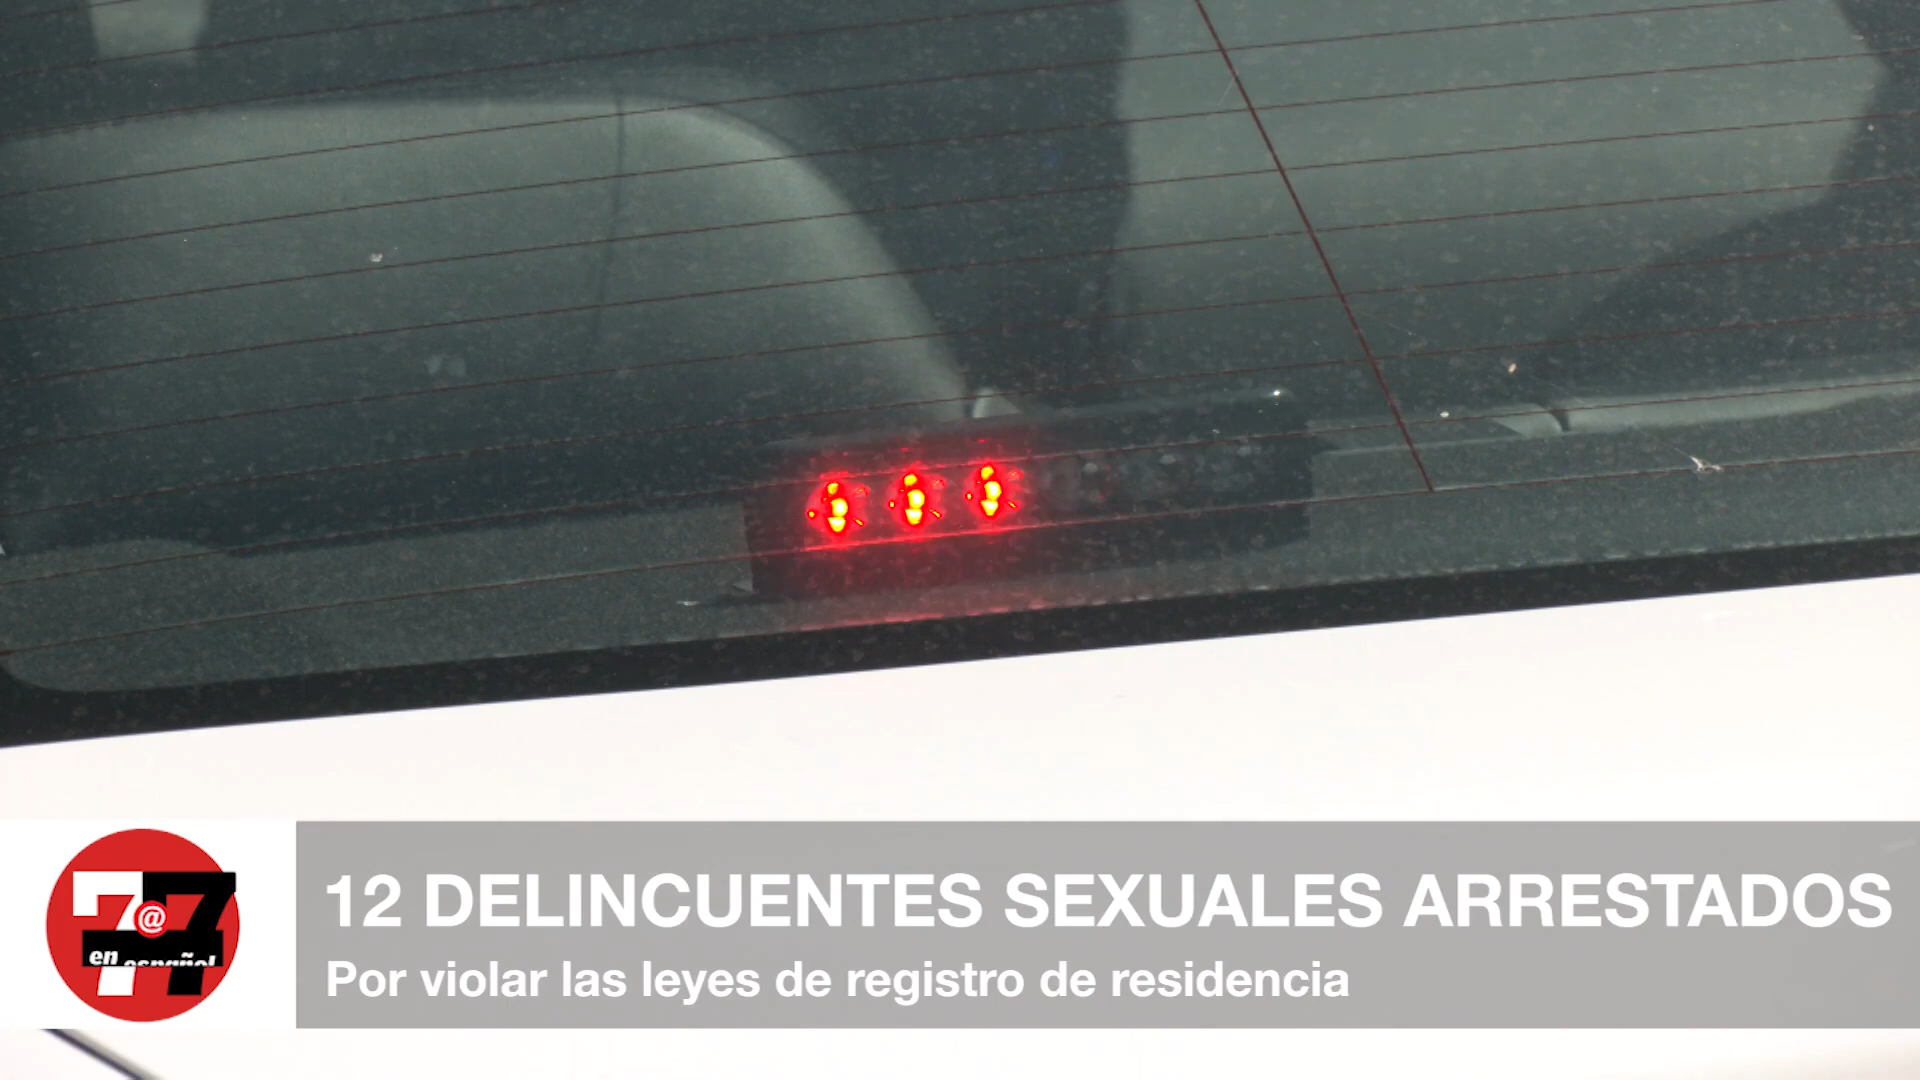 12 DELINCUENTES SEXUALES ARRESTADOS
Por violar las leyes de registro de residencia
7@7
en español